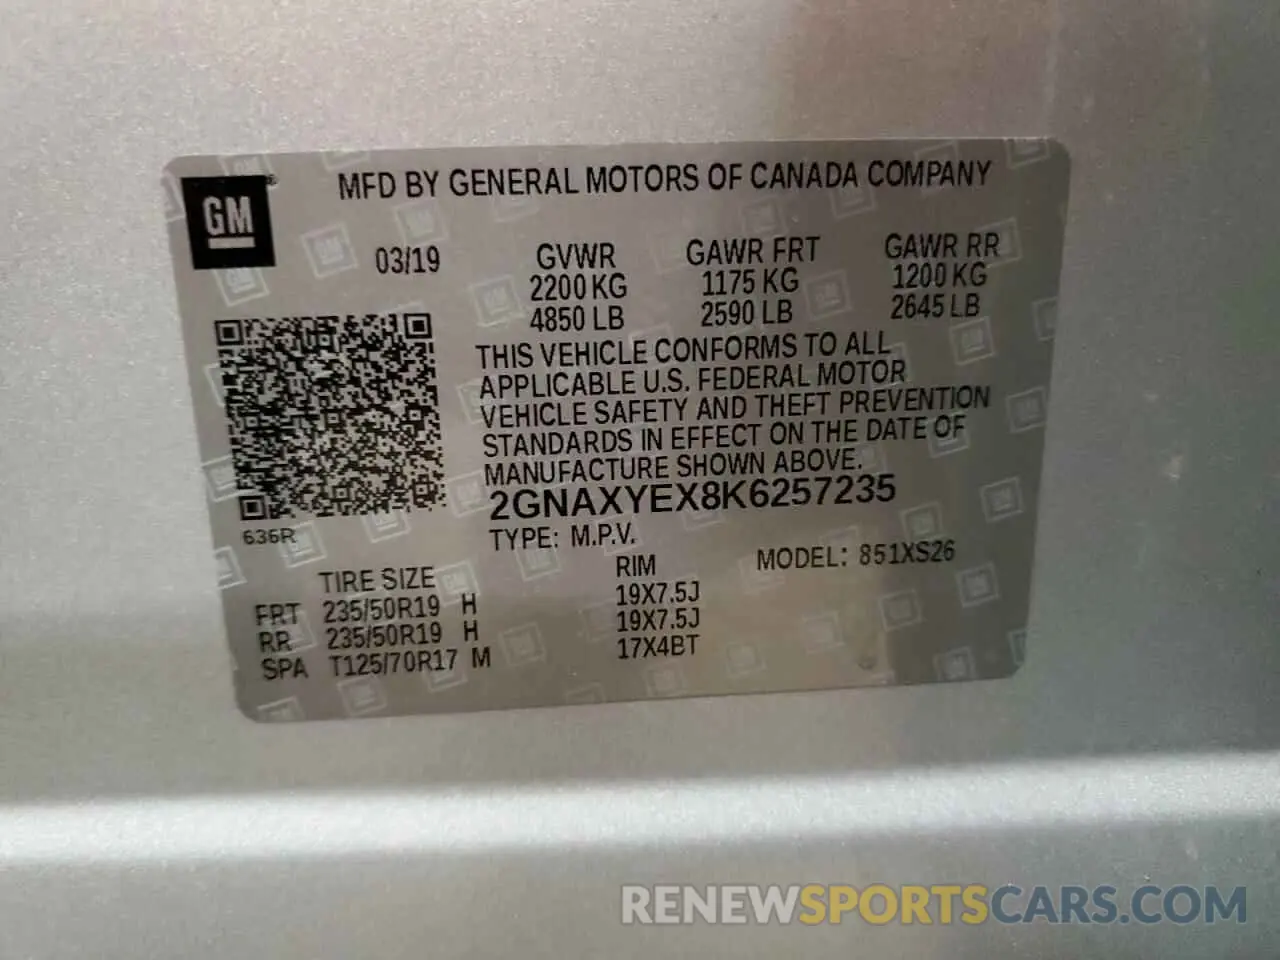 MFD BY GENERAL MOTORS OF CANADA COMPANY
GM
03/19
GVWR GAWR FRT GAWR RR
2200 KG 1175 KG 1200 KG
4850 LB 2590 LB 2645 LB
THIS VEHICLE CONFORMS TO ALL
APPLICABLE U.S. FEDERAL MOTOR
VEHICLE SAFETY AND THEFT PREVENTION
STANDARDS IN EFFECT ON THE DATE OF
MANUFACTURE SHOWN ABOVE.
2GNAXYEX8K6257235
636R
TYPE: M.P.V.
MODEL: 851XS26
TIRE SIZE RIM
FRT 235/50R19 H 19X7.5J
RR 235/50R19 H 19X7.5J
SPA T125/70R17 M 17X4BT
RENEWSPORTSCARS.COM